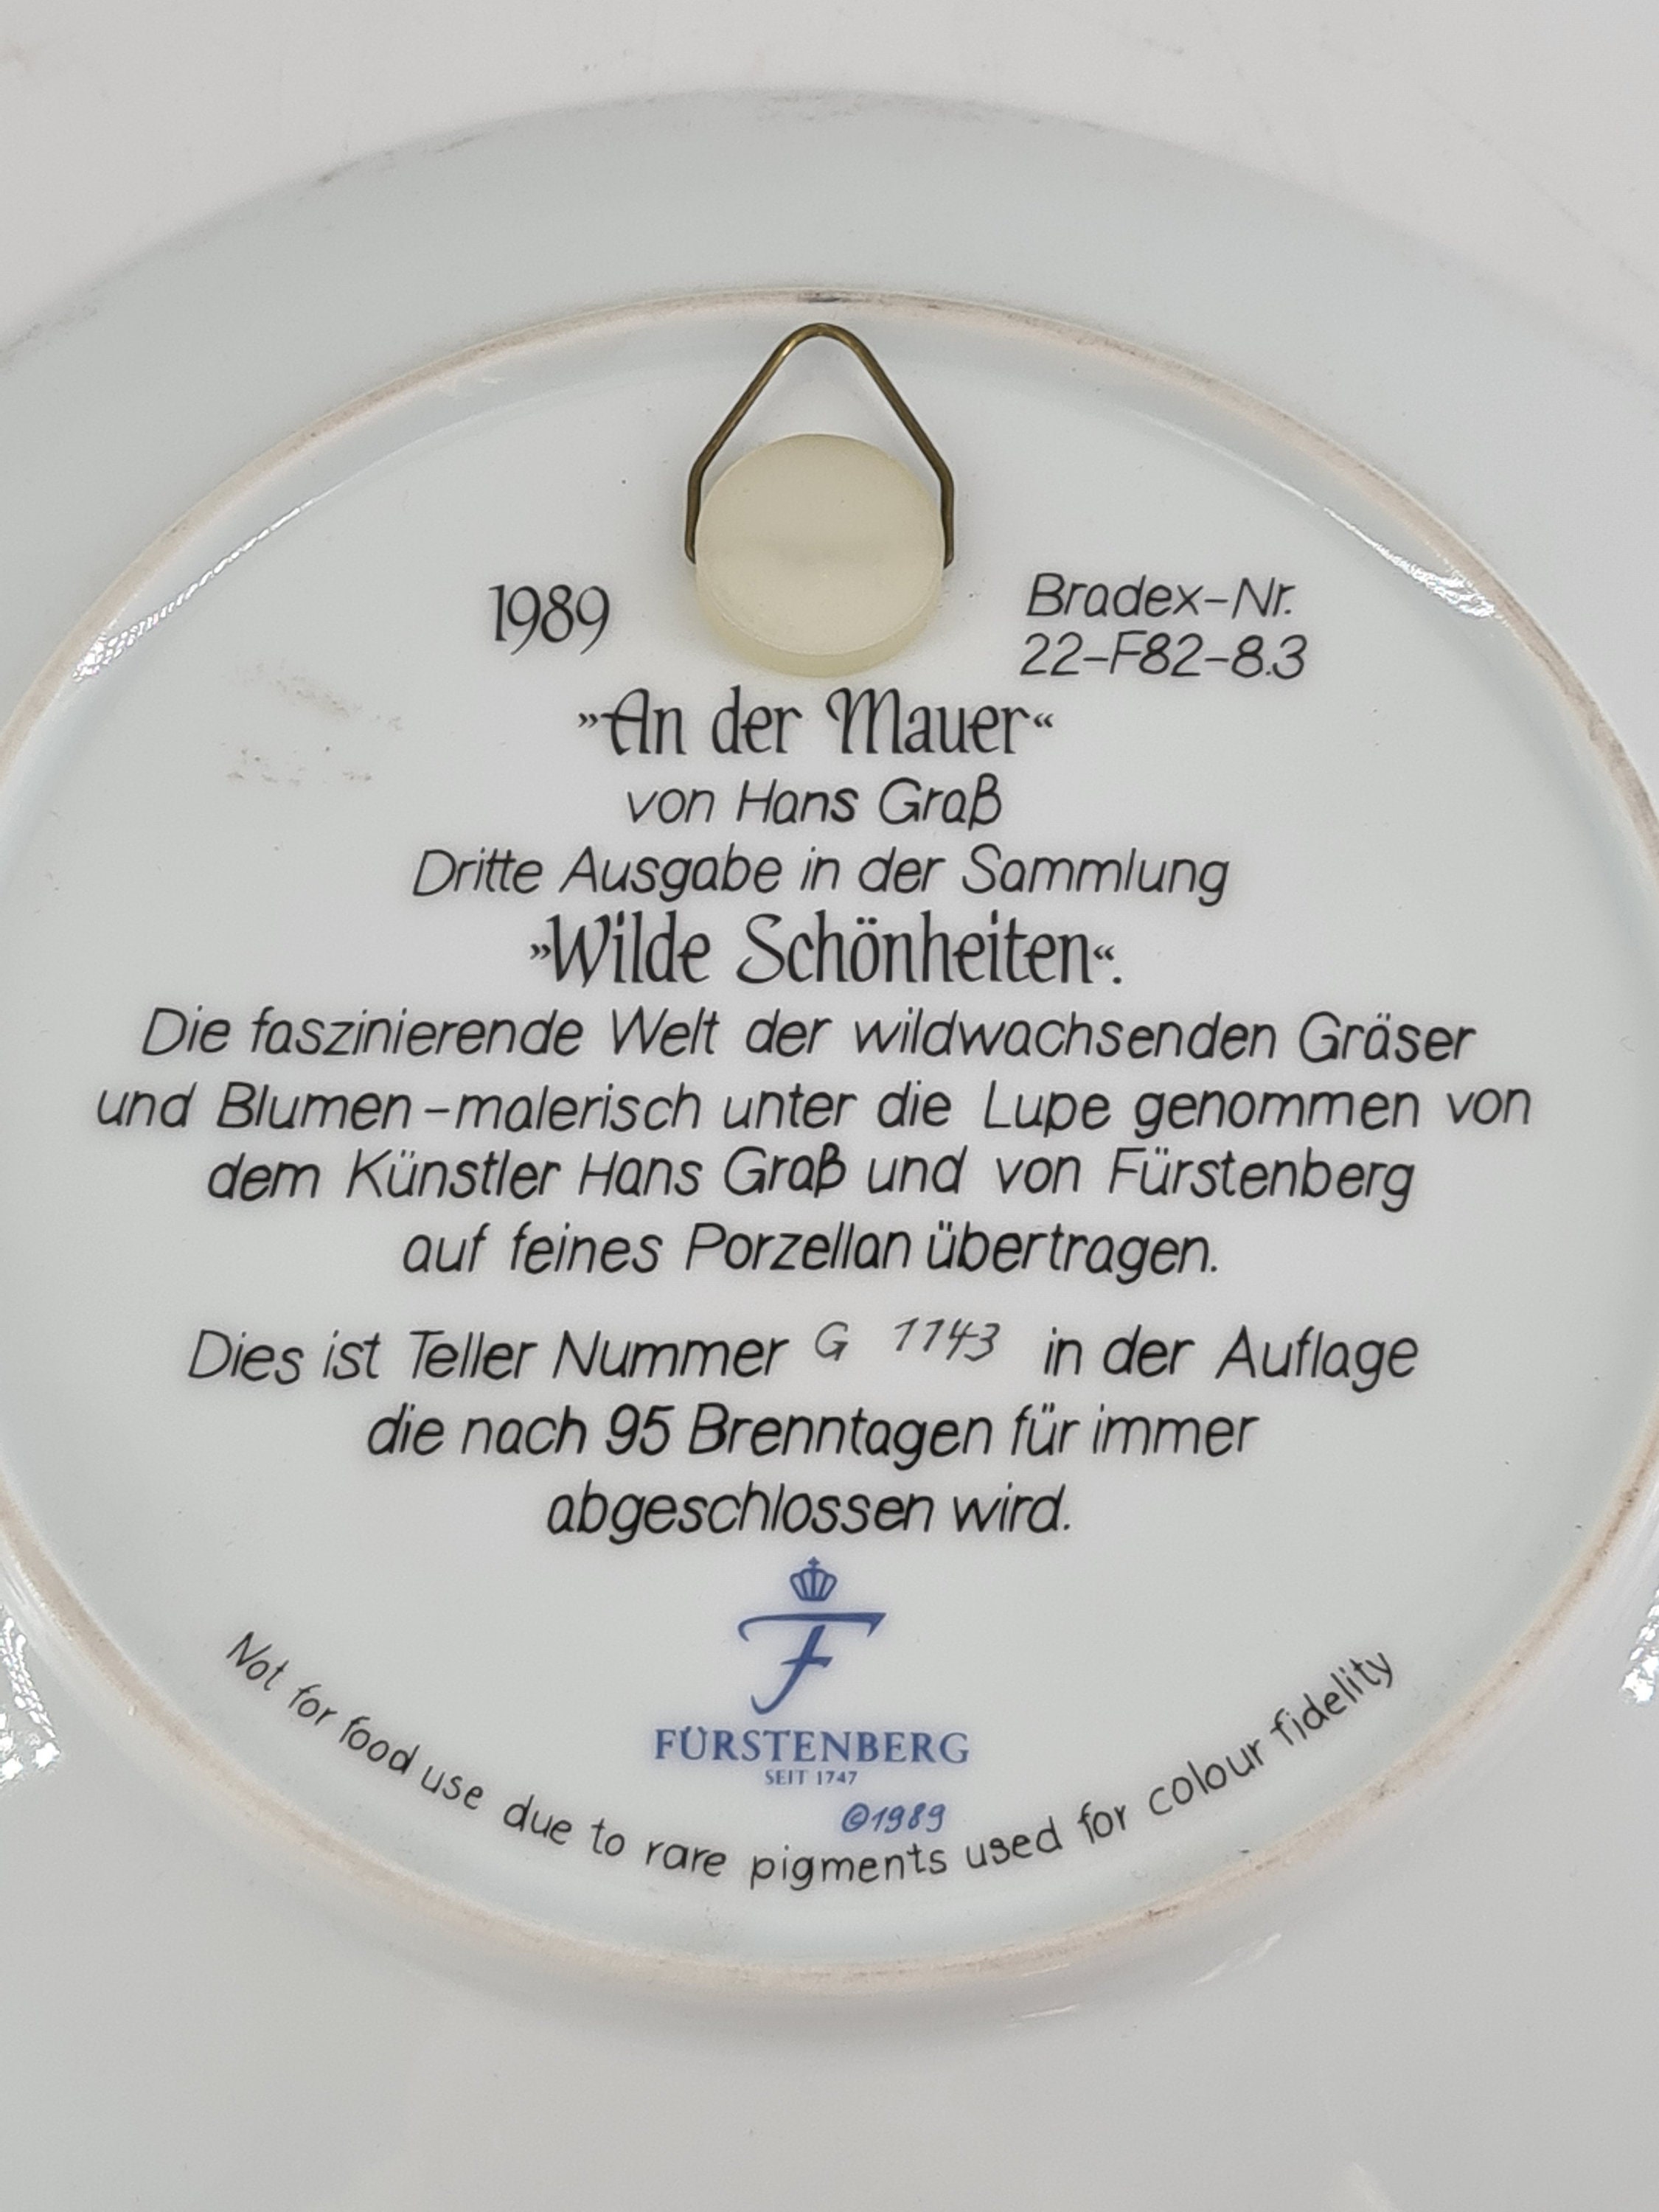 1989
Bradex-Nr.
22-F82-8.3
»An der Mauer«
von Hans Graß
Dritte Ausgabe in der Sammlung
»Wilde Schönheiten«.
Die faszinierende Welt der wildwachsenden Gräser
und Blumen - malerisch unter die Lupe genommen von
dem Künstler Hans Graß und von Fürstenberg
auf feines Porzellan übertragen.
Dies ist Teller Nummer G 1143 in der Auflage
die nach 95 Brenntagen für immer
abgeschlossen wird.
F
FÜRSTENBERG
SEIT 1747
©1989
Not for food use due to rare pigments used for colour fidelity